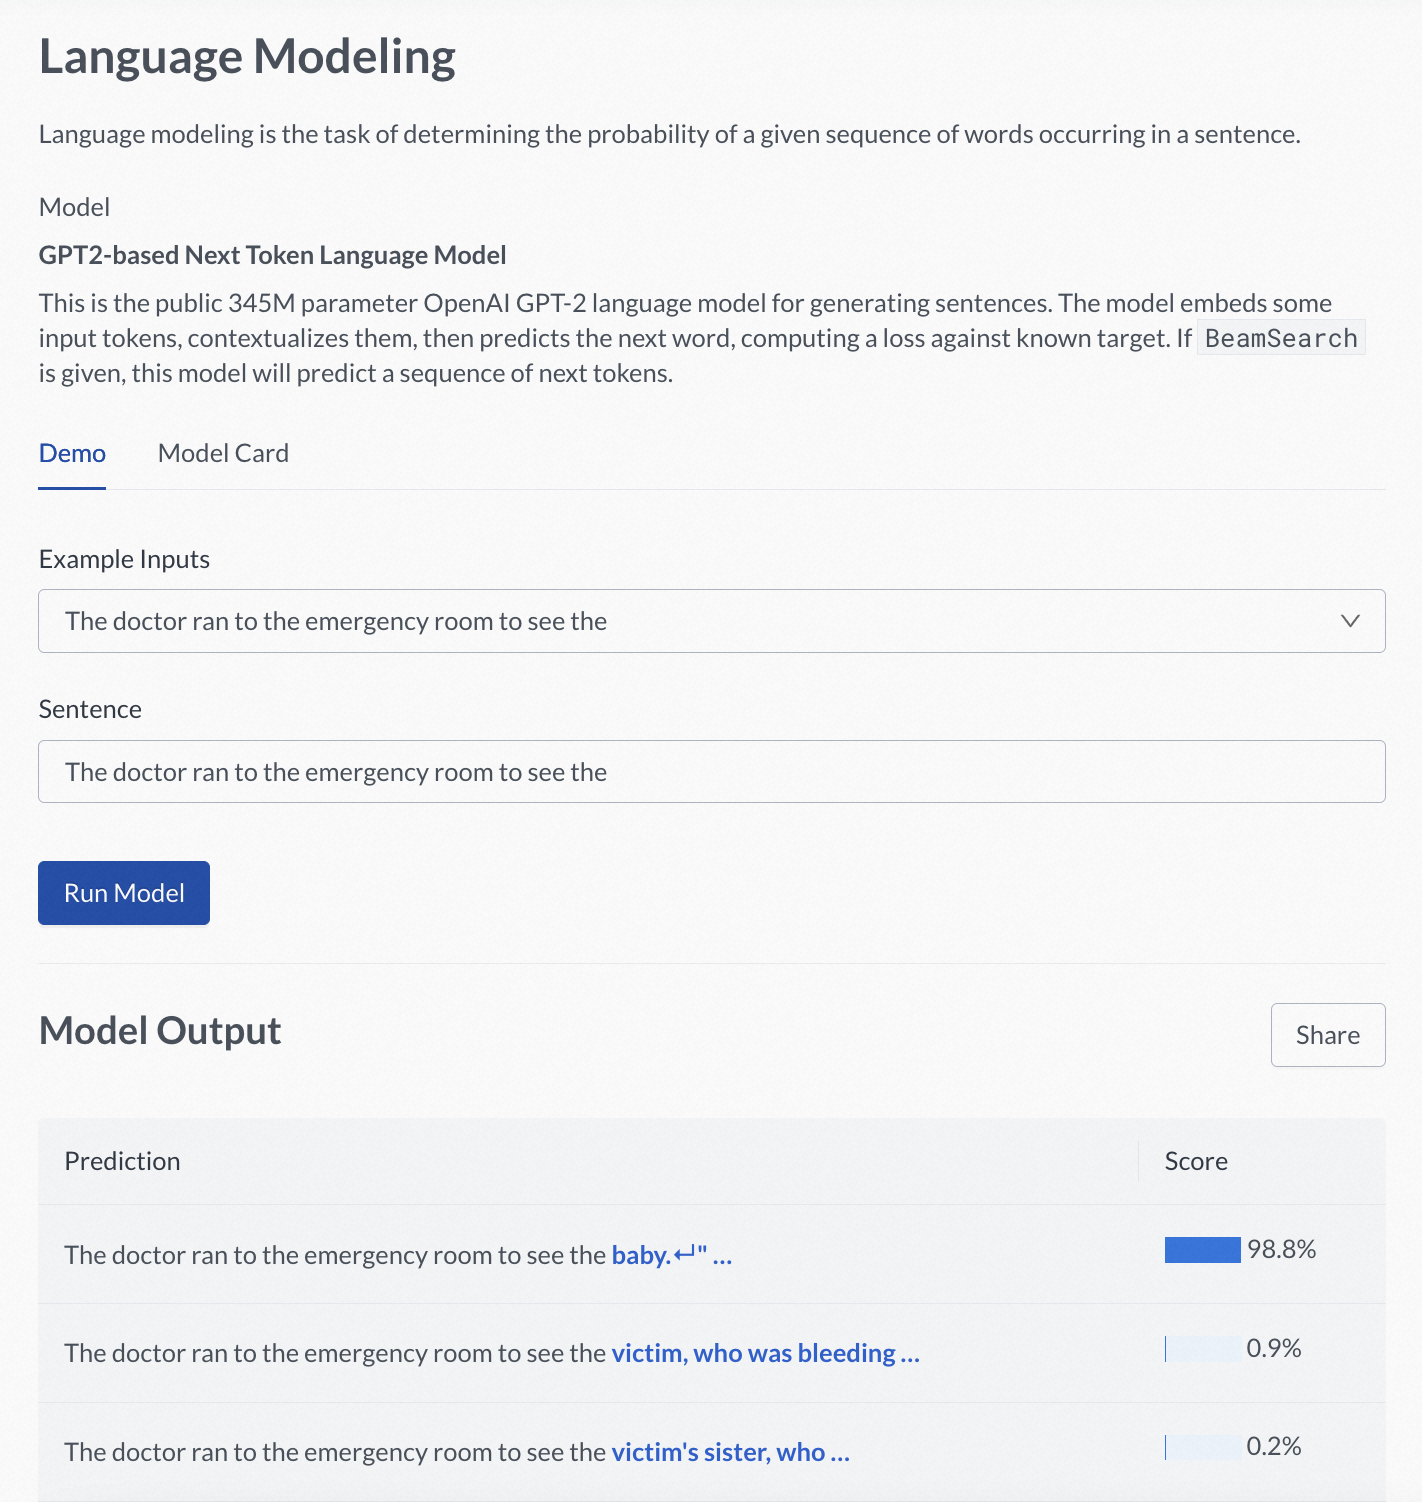 Language Modeling
Language modeling is the task of determining the probability of a given sequence of words occurring in a sentence.
Model
GPT2-based Next Token Language Model
This is the public 345M parameter OpenAI GPT-2 language model for generating sentences. The model embeds some
input tokens, contextualizes them, then predicts the next word, computing a loss against known target. If BeamSearch
is given, this model will predict a sequence of next tokens.
Demo Model Card
Example Inputs
The doctor ran to the emergency room to see the
Sentence
The doctor ran to the emergency room to see the
Run Model
Model Output
Share
Prediction Score
The doctor ran to the emergency room to see the baby.↵" ... 98.8%
The doctor ran to the emergency room to see the victim, who was bleeding ... 0.9%
The doctor ran to the emergency room to see the victim's sister, who ... 0.2%